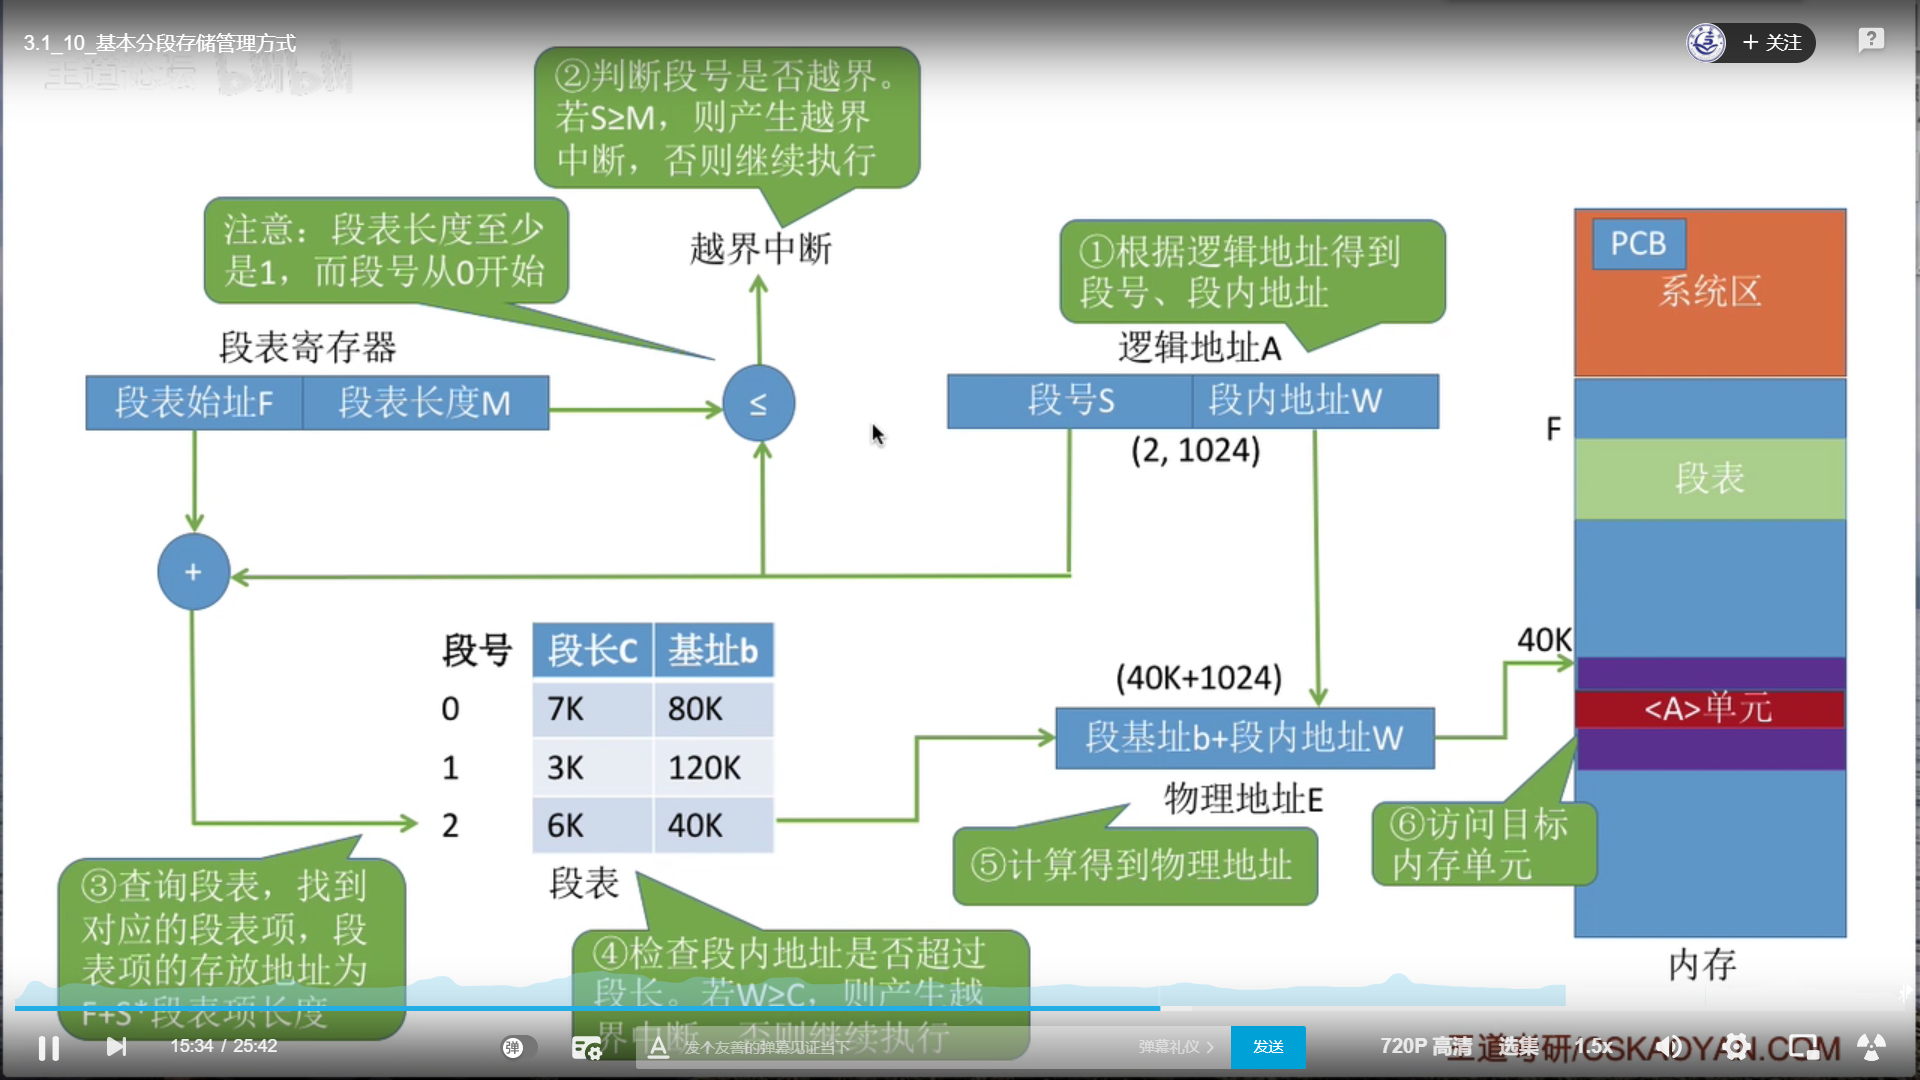 3.1_10_基本分段存储管理方式
王道论坛 bilibili
+ 关注
②判断段号是否越界。
若S≥M，则产生越界
中断，否则继续执行
注意：段表长度至少
是1，而段号从0开始
越界中断
①根据逻辑地址得到
段号、段内地址
PCB
系统区
段表寄存器
逻辑地址A
段表始址F
段表长度M
≤
段号S
段内地址W
(2, 1024)
F
段表
+
40K
段号
段长C
基址b
0
7K
80K
1
3K
120K
2
6K
40K
段表
(40K+1024)
段基址b+段内地址W
物理地址E
<A>单元
⑥访问目标
内存单元
⑤计算得到物理地址
③查询段表，找到
对应的段表项，段
表项的存放地址为
F+S*段表项长度
④检查段内地址是否超过
段长。若W≥C，则产生越
界中断，否则继续执行
内存
15:34 / 25:42
弹
A
发个友善的弹幕见证当下
弹幕礼仪 >
发送
720P 高清
选集
1.5x
王道考研/CSKAOYAN.COM